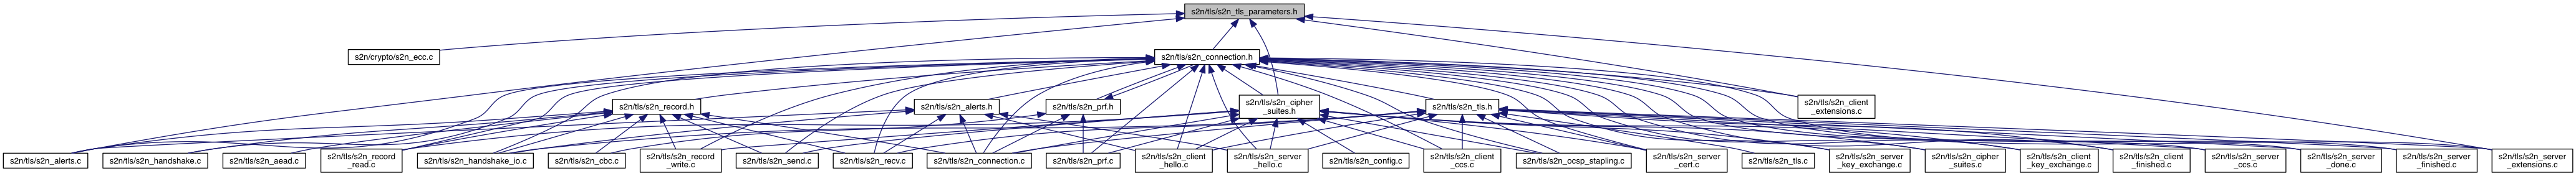 s2n/tls/s2n_tls_parameters.h
s2n/crypto/s2n_ecc.c
s2n/tls/s2n_connection.h
s2n/tls/s2n_record.h
s2n/tls/s2n_alerts.h
s2n/tls/s2n_prf.h
s2n/tls/s2n_cipher
_suites.h
s2n/tls/s2n_tls.h
s2n/tls/s2n_client
_extensions.c
s2n/tls/s2n_alerts.c
s2n/tls/s2n_handshake.c
s2n/tls/s2n_aead.c
s2n/tls/s2n_record
_read.c
s2n/tls/s2n_handshake_io.c
s2n/tls/s2n_cbc.c
s2n/tls/s2n_record
_write.c
s2n/tls/s2n_send.c
s2n/tls/s2n_recv.c
s2n/tls/s2n_connection.c
s2n/tls/s2n_prf.c
s2n/tls/s2n_client
_hello.c
s2n/tls/s2n_server
_hello.c
s2n/tls/s2n_config.c
s2n/tls/s2n_client
_ccs.c
s2n/tls/s2n_ocsp_stapling.c
s2n/tls/s2n_server
_cert.c
s2n/tls/s2n_tls.c
s2n/tls/s2n_server
_key_exchange.c
s2n/tls/s2n_cipher
_suites.c
s2n/tls/s2n_client
_key_exchange.c
s2n/tls/s2n_client
_finished.c
s2n/tls/s2n_server
_ccs.c
s2n/tls/s2n_server
_done.c
s2n/tls/s2n_server
_finished.c
s2n/tls/s2n_server
_extensions.c